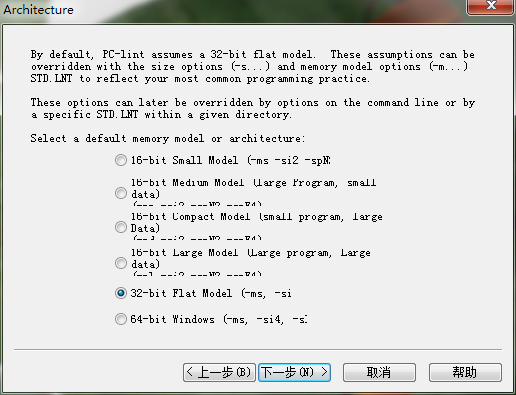 Architecture
By default, PC-lint assumes a 32-bit flat model.  These assumptions can be
overridden with the size options (-s...) and memory model options (-m...)
STD.LNT to reflect your most common programming practice.
These options can later be overridden by options on the command line or by
a specific STD.LNT within a given directory.
Select a default memory model or architecture:
16-bit Small Model (-ms -si2 -spN
16-bit Medium Model (large Program, small
data)
16-bit Compact Model (small program, large
Data)
16-bit Large Model (Large program, Large
data)
32-bit Flat Model (-ms, -si
64-bit Windows (-ms, -si4, -s
< 上一步(B)
下一步(N) >
取消
帮助